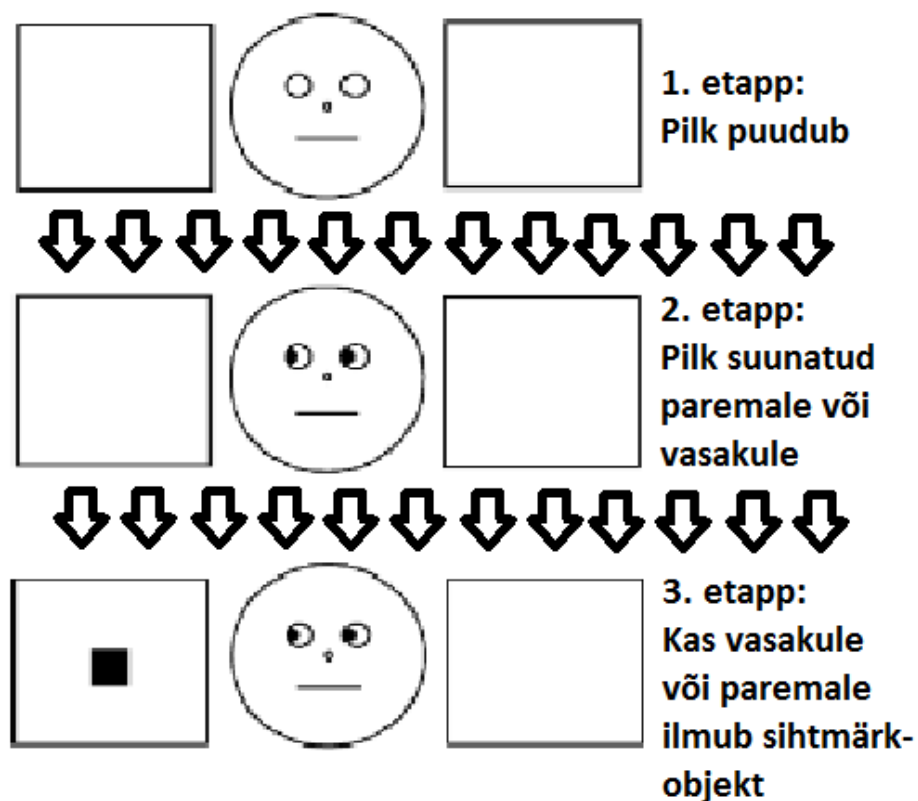 1. etapp:
Pilk puudub
2. etapp:
Pilk suunatud
paremale või
vasakule
3. etapp:
Kas vasakule
või paremale
ilmub sihtmärk-
objekt